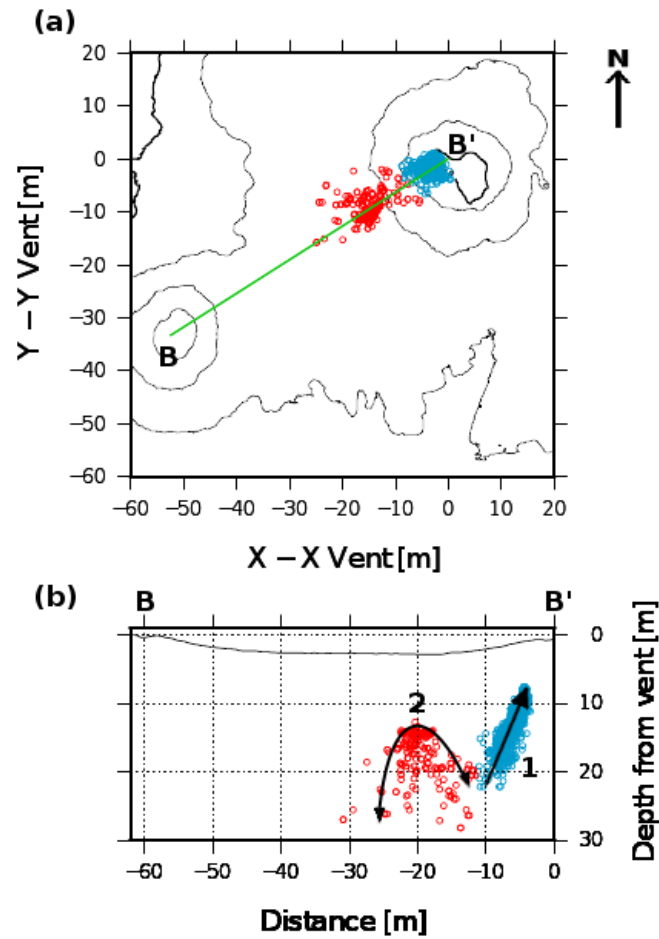 (a)
N
20
10
0
−10
−20
−30
−40
−50
−60
Y − Y Vent [m]
B'
B
−60 −50 −40 −30 −20 −10 0 10 20
X − X Vent [m]
(b)
B B'
0
10
20
30
Depth from vent [m]
2
1
−60 −50 −40 −30 −20 −10 0
Distance [m]